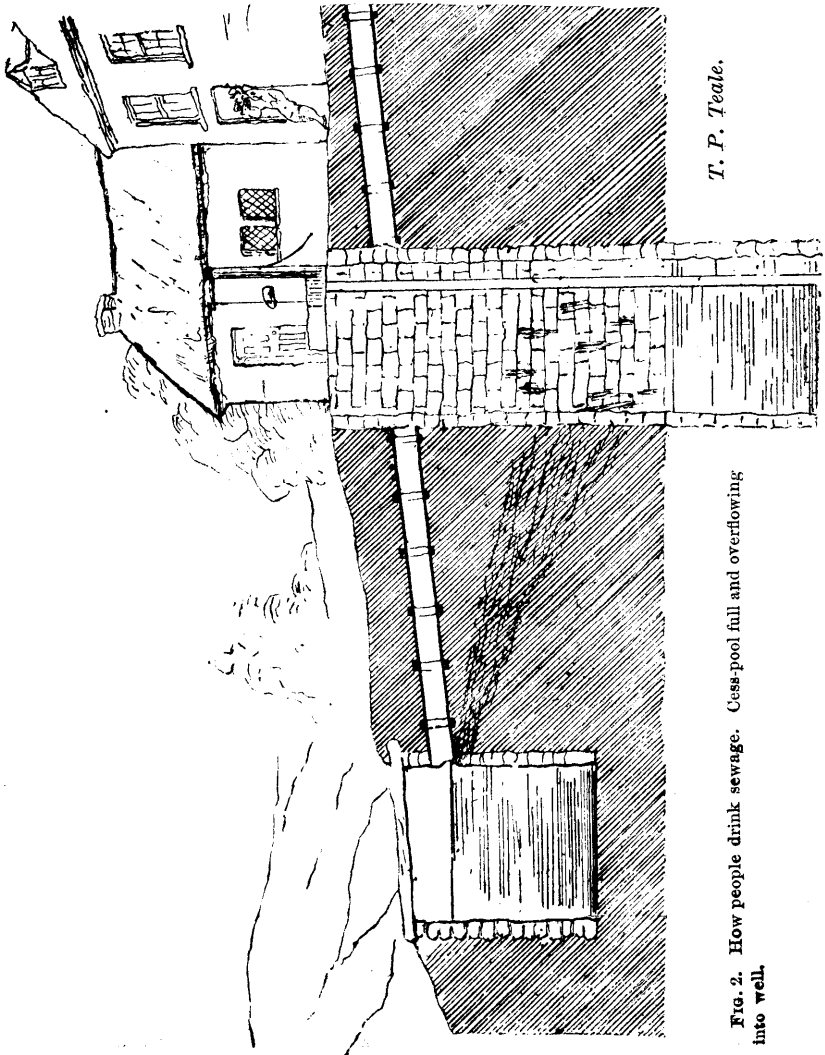 T. P. Teale.
FIG. 2. How people drink sewage. Cess-pool full and overflowing
into well.